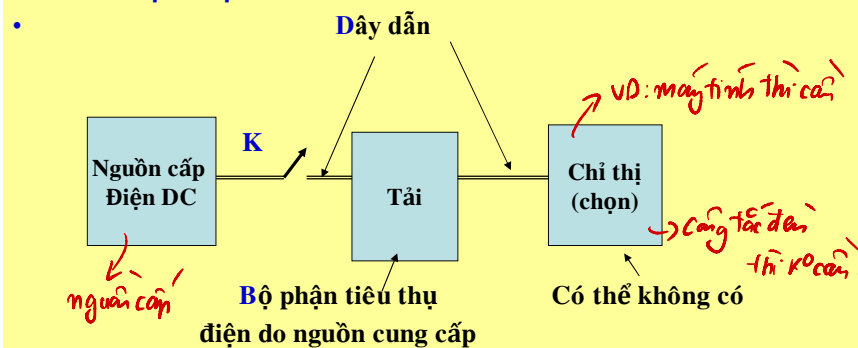 •
Dây dẫn
VD: máy tính thì cần
K
Nguồn cấp
Điện DC
Tải
Chỉ thị
(chọn)
công tắc đèn
thì k° cần
nguồn cấp
Bộ phận tiêu thụ
điện do nguồn cung cấp
Có thể không có